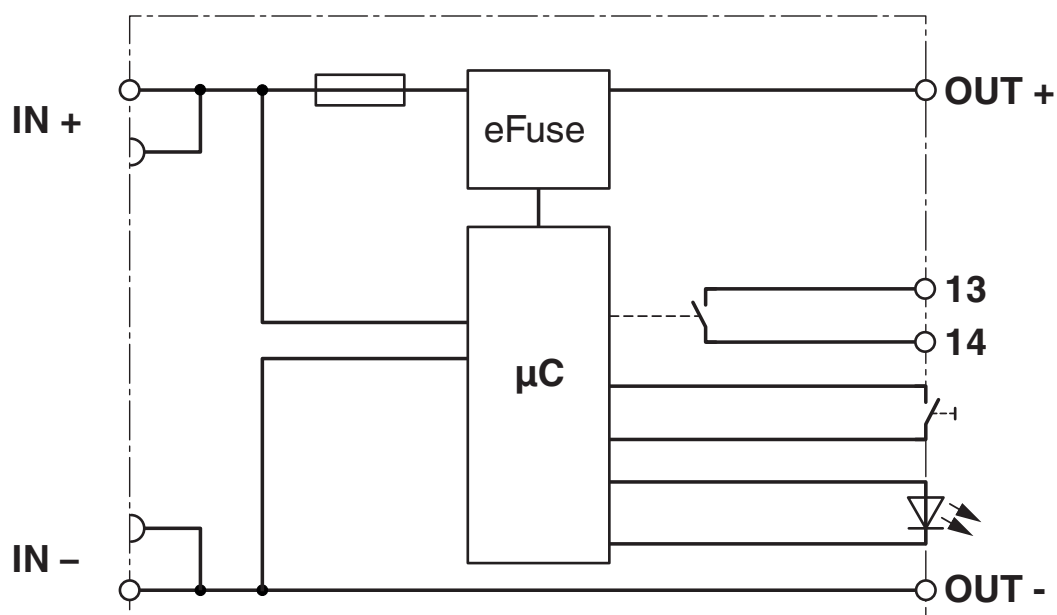 IN +
eFuse
OUT +
13
14
µC
IN –
OUT -